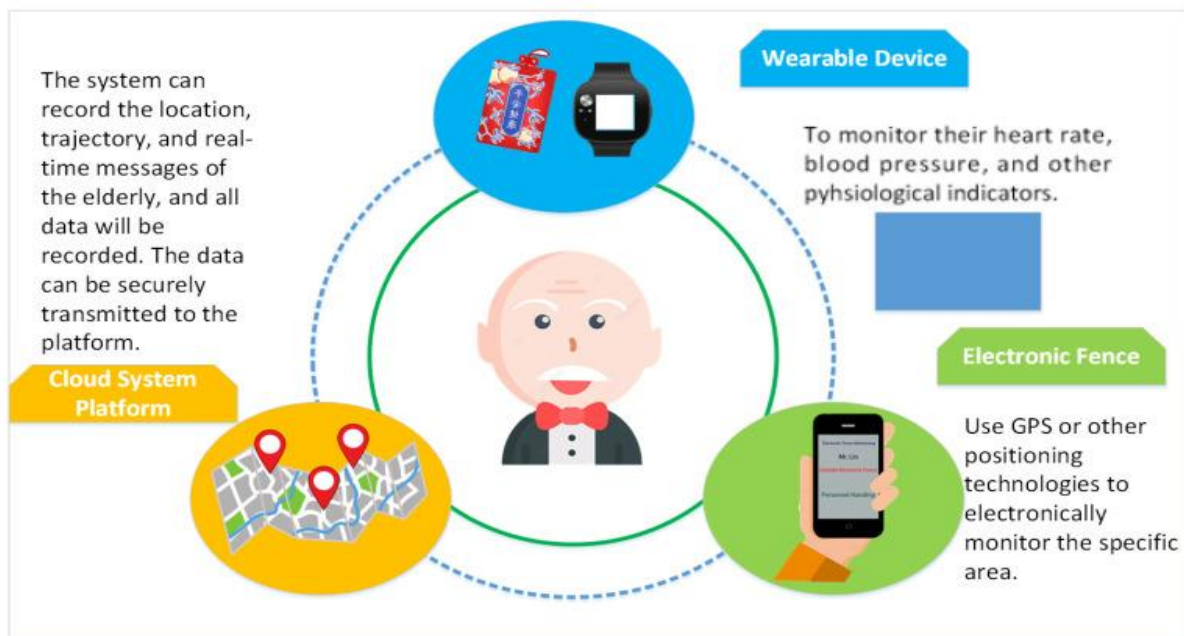 Wearable Device
The system can
record the location,
trajectory, and real-
time messages of
the elderly, and all
data will be
recorded. The data
can be securely
transmitted to the
platform.
To monitor their heart rate,
blood pressure, and other
pyhsiological indicators.
Electronic Fence
Cloud System
Platform
Use GPS or other
positioning
technologies to
electronically
monitor the specific
area.
Mr. Lin
Personnel Handling